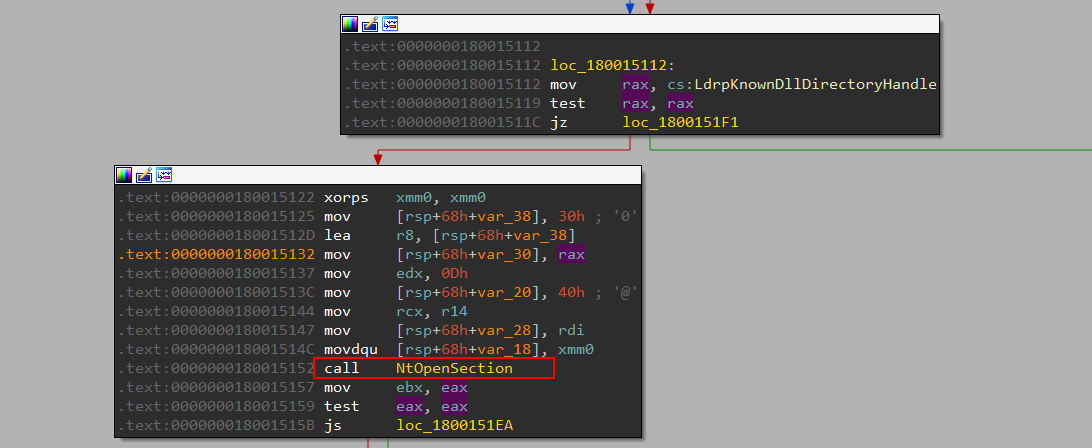 .text:0000000180015112
.text:0000000180015112 loc_180015112:
.text:0000000180015112 mov rax, cs:LdrpKnownDllDirectoryHandle
.text:0000000180015119 test rax, rax
.text:000000018001511C jz loc_1800151F1
.text:0000000180015122 xorps xmm0, xmm0
.text:0000000180015125 mov [rsp+68h+var_38], 30h ; '0'
.text:000000018001512D lea r8, [rsp+68h+var_38]
.text:0000000180015132 mov [rsp+68h+var_30], rax
.text:0000000180015137 mov edx, 0Dh
.text:000000018001513C mov [rsp+68h+var_20], 40h ; '@'
.text:0000000180015144 mov rcx, r14
.text:0000000180015147 mov [rsp+68h+var_28], rdi
.text:000000018001514C movdqu [rsp+68h+var_18], xmm0
.text:0000000180015152 call NtOpenSection
.text:0000000180015157 mov ebx, eax
.text:0000000180015159 test eax, eax
.text:000000018001515B js loc_1800151EA